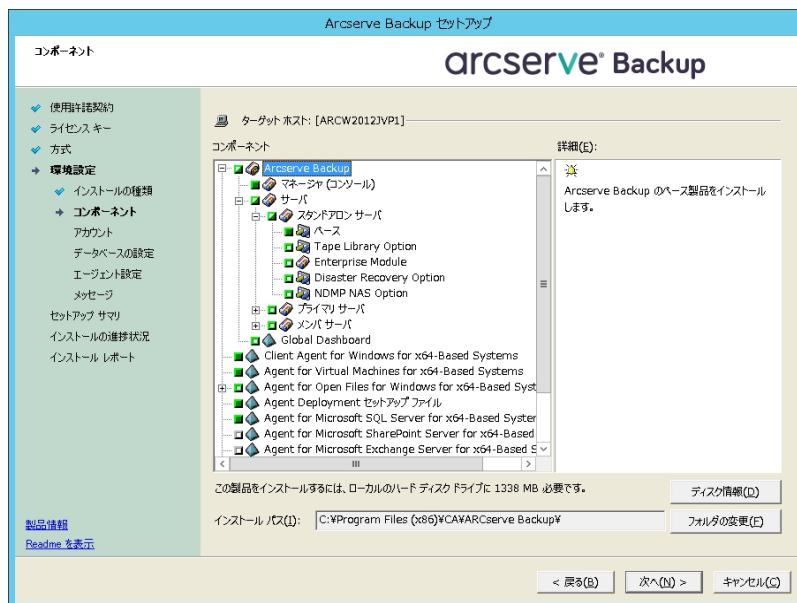 Arcserve Backup セットアップ
コンポーネント
arcserve® Backup
使用許諾契約
ライセンス キー
方式
環境設定
インストールの種類
コンポーネント
アカウント
データベースの設定
エージェント設定
メッセージ
セットアップ サマリ
インストールの進捗状況
インストール レポート
製品情報
Readme を表示
ターゲット ホスト: [ARCW2012JVP1]
コンポーネント
Arcserve Backup
マネージャ (コンソール)
サーバ
スタンドアロン サーバ
ベース
Tape Library Option
Enterprise Module
Disaster Recovery Option
NDMP NAS Option
プライマリ サーバ
メンバ サーバ
Global Dashboard
Client Agent for Windows for x64-Based Systems
Agent for Virtual Machines for x64-Based Systems
Agent for Open Files for Windows for x64-Based Syst
Agent Deployment セットアップ ファイル
Agent for Microsoft SQL Server for x64-Based System
Agent for Microsoft SharePoint Server for x64-Based
Agent for Microsoft Exchange Server for x64-Based S
詳細(E):
Arcserve Backup のベース製品をインストール
します。
この製品をインストールするには、ローカルのハード ディスク ドライブに 1338 MB 必要です。
ディスク情報(D)
インストール パス(I): C:¥Program Files (x86)¥CA¥ARCserve Backup¥
フォルダの変更(F)
< 戻る(B)
次へ(N) >
キャンセル(C)